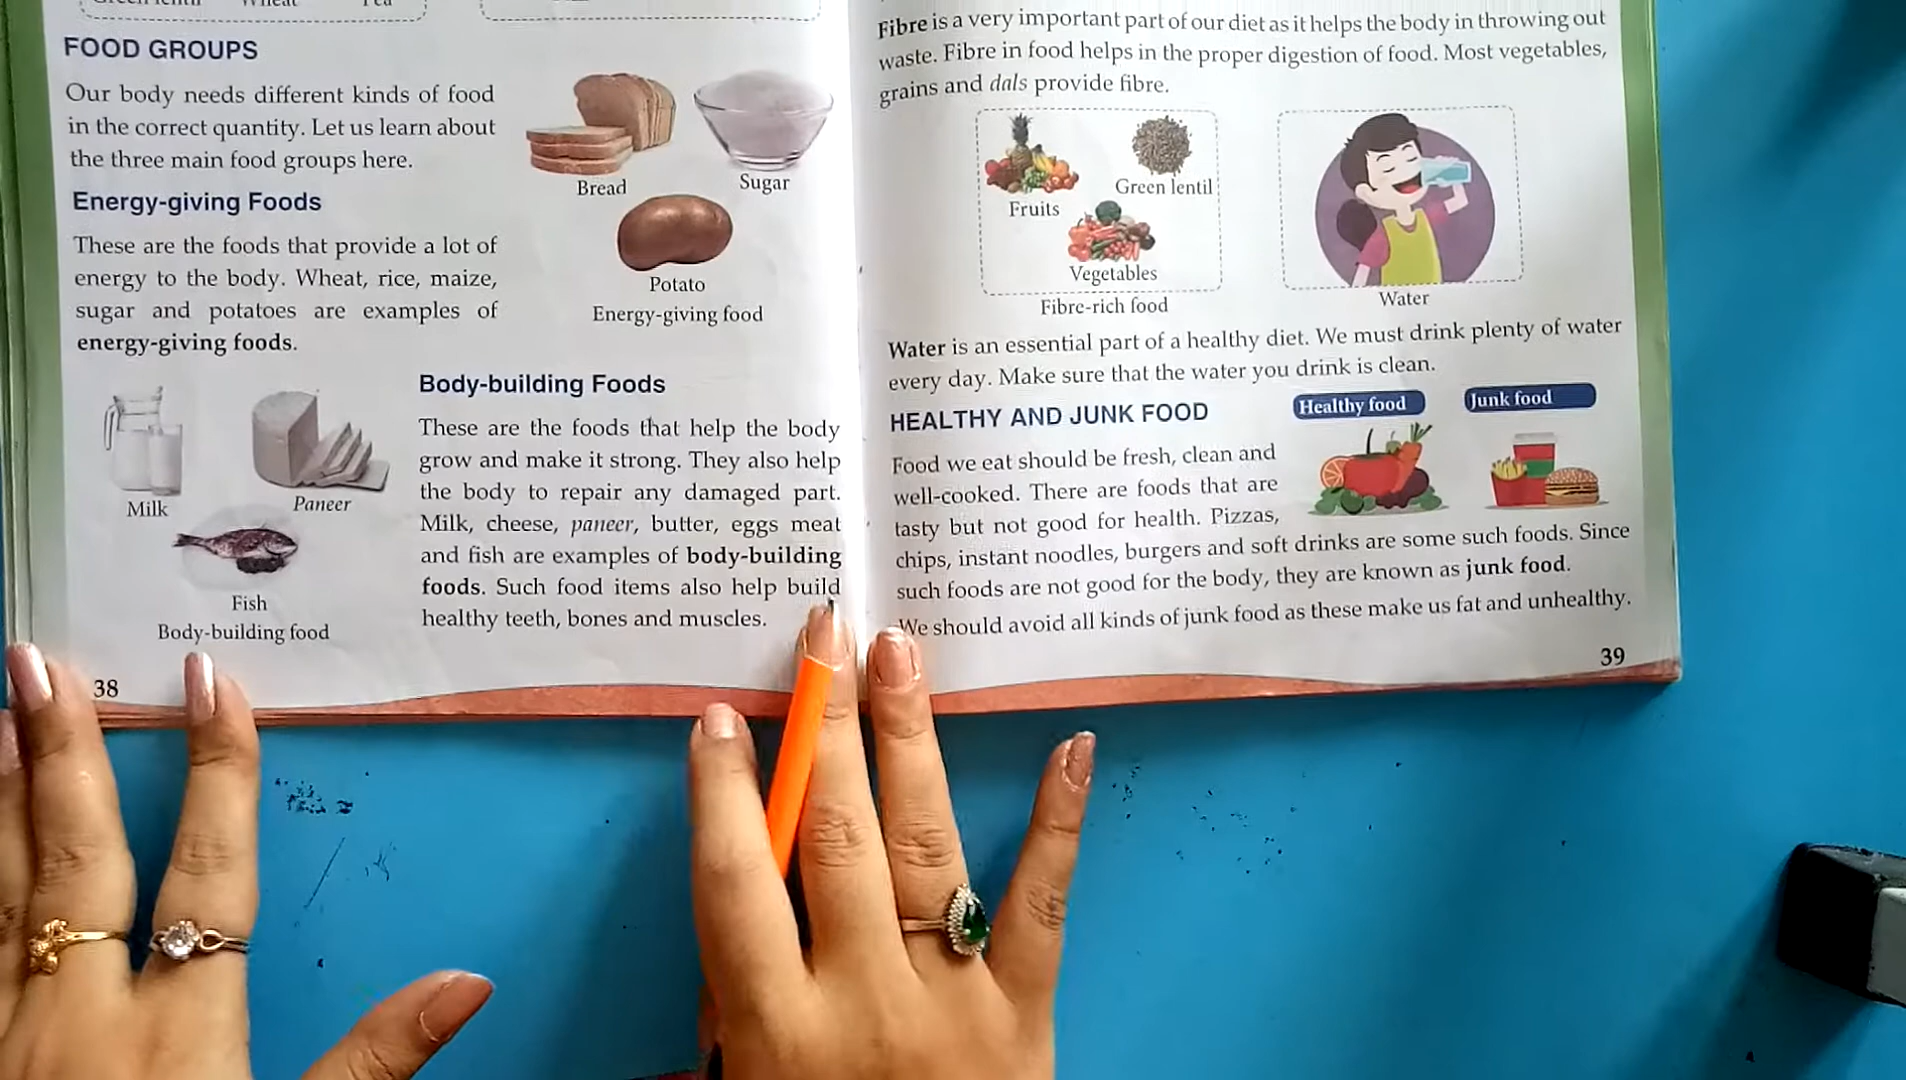 Wheat
FOOD GROUPS
Our body needs different kinds of food
in the correct quantity. Let us learn about
the three main food groups here.
Bread
Sugar
Energy-giving Foods
These are the foods that provide a lot of
energy to the body. Wheat, rice, maize,
sugar and potatoes are examples of
energy-giving foods.
Potato
Energy-giving food
Milk
Paneer
Fish
Body-building food
Body-building Foods
These are the foods that help the body
grow and make it strong. They also help
the body to repair any damaged part.
Milk, cheese, paneer, butter, eggs meat
and fish are examples of body-building
foods. Such food items also help build
healthy teeth, bones and muscles.
38
Fibre is a very important part of our diet as it helps the body in throwing out
waste. Fibre in food helps in the proper digestion of food. Most vegetables,
grains and dals provide fibre.
Fruits
Green lentil
Vegetables
Fibre-rich food
Water
Water is an essential part of a healthy diet. We must drink plenty of water
every day. Make sure that the water you drink is clean.
HEALTHY AND JUNK FOOD
Healthy food
Junk food
Food we eat should be fresh, clean and
well-cooked. There are foods that are
tasty but not good for health. Pizzas,
chips, instant noodles, burgers and soft drinks are some such foods. Since
such foods are not good for the body, they are known as junk food.
We should avoid all kinds of junk food as these make us fat and unhealthy.
39